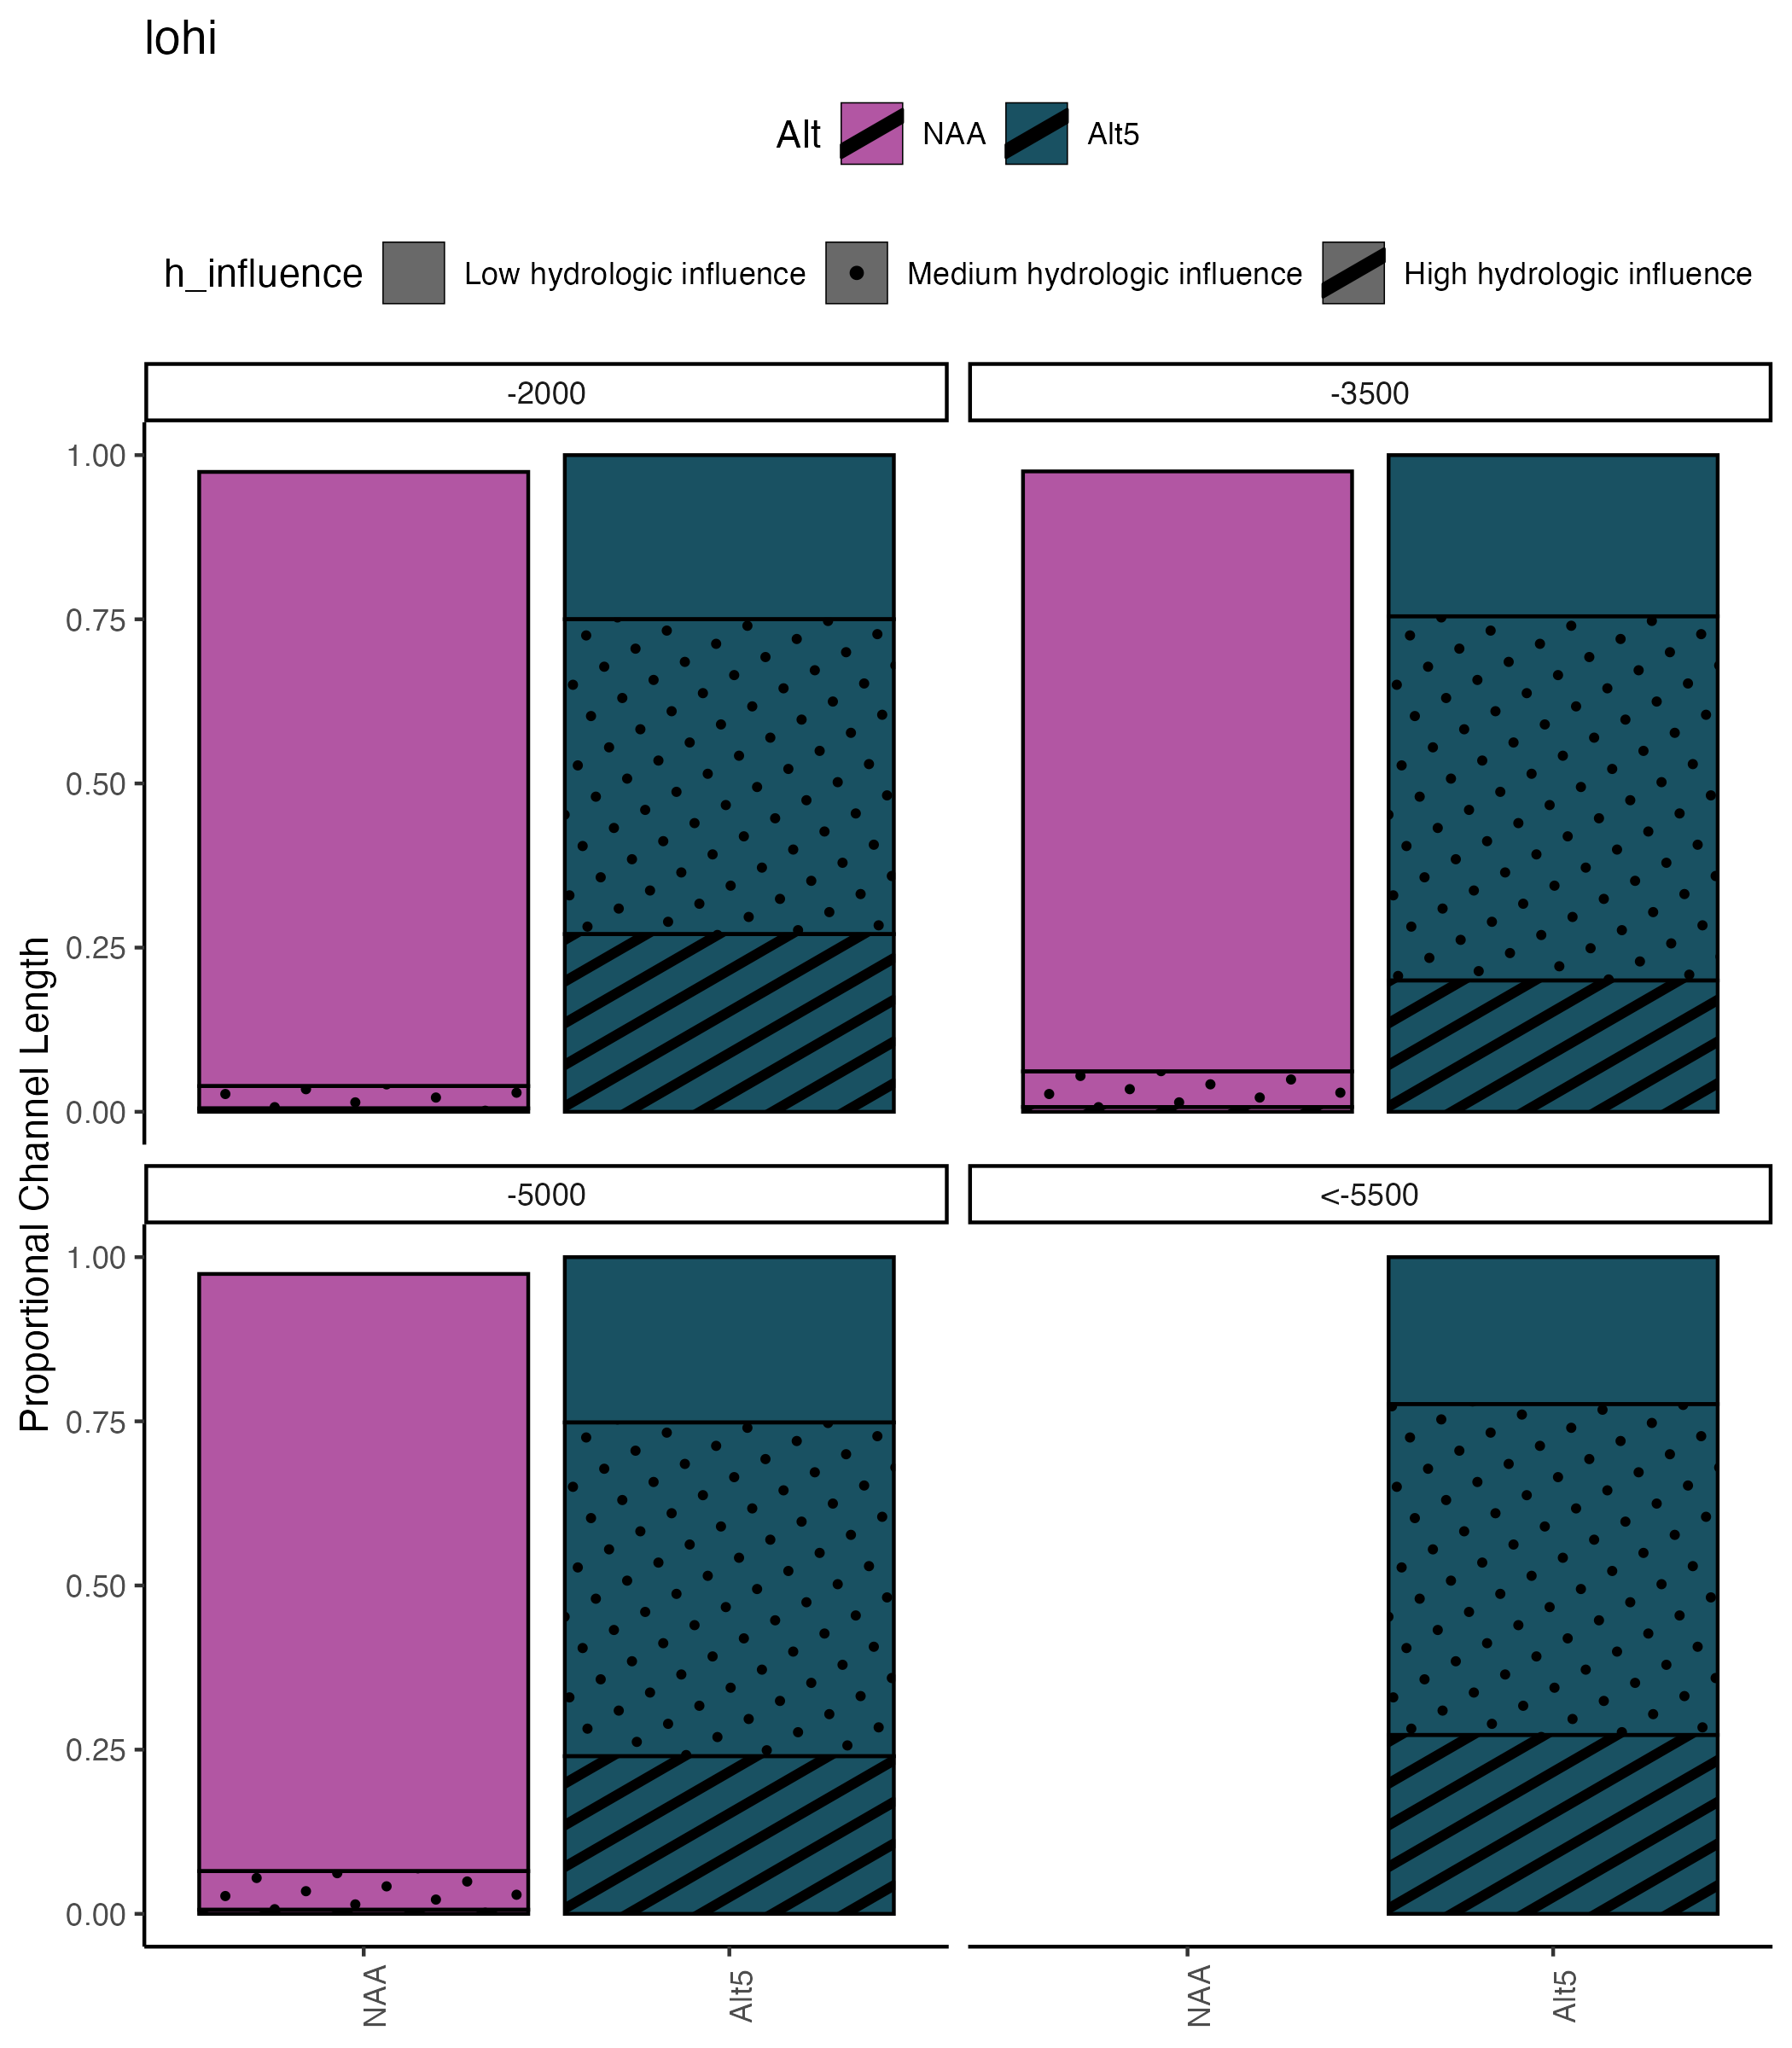 lohi
Alt NAA Alt5
h_influence Low hydrologic influence Medium hydrologic influence High hydrologic influence
-2000 -3500
1.00
0.75
0.50
0.25
0.00
Proportional Channel Length
-5000 <-5500
1.00
0.75
0.50
0.25
0.00
NAA Alt5 NAA Alt5